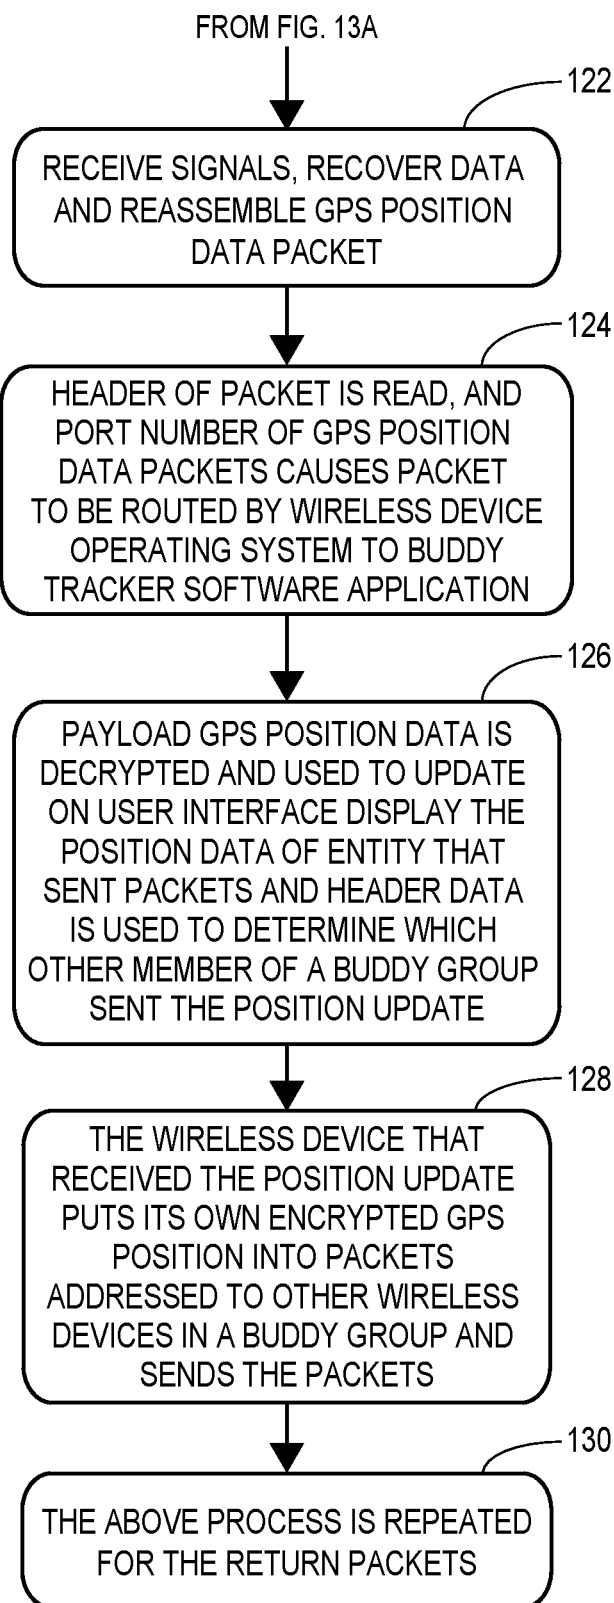 FROM FIG. 13A
122
RECEIVE SIGNALS, RECOVER DATA
AND REASSEMBLE GPS POSITION
DATA PACKET
124
HEADER OF PACKET IS READ, AND
PORT NUMBER OF GPS POSITION
DATA PACKETS CAUSES PACKET
TO BE ROUTED BY WIRELESS DEVICE
OPERATING SYSTEM TO BUDDY
TRACKER SOFTWARE APPLICATION
126
PAYLOAD GPS POSITION DATA IS
DECRYPTED AND USED TO UPDATE
ON USER INTERFACE DISPLAY THE
POSITION DATA OF ENTITY THAT
SENT PACKETS AND HEADER DATA
IS USED TO DETERMINE WHICH
OTHER MEMBER OF A BUDDY GROUP
SENT THE POSITION UPDATE
128
THE WIRELESS DEVICE THAT
RECEIVED THE POSITION UPDATE
PUTS ITS OWN ENCRYPTED GPS
POSITION INTO PACKETS
ADDRESSED TO OTHER WIRELESS
DEVICES IN A BUDDY GROUP AND
SENDS THE PACKETS
130
THE ABOVE PROCESS IS REPEATED
FOR THE RETURN PACKETS